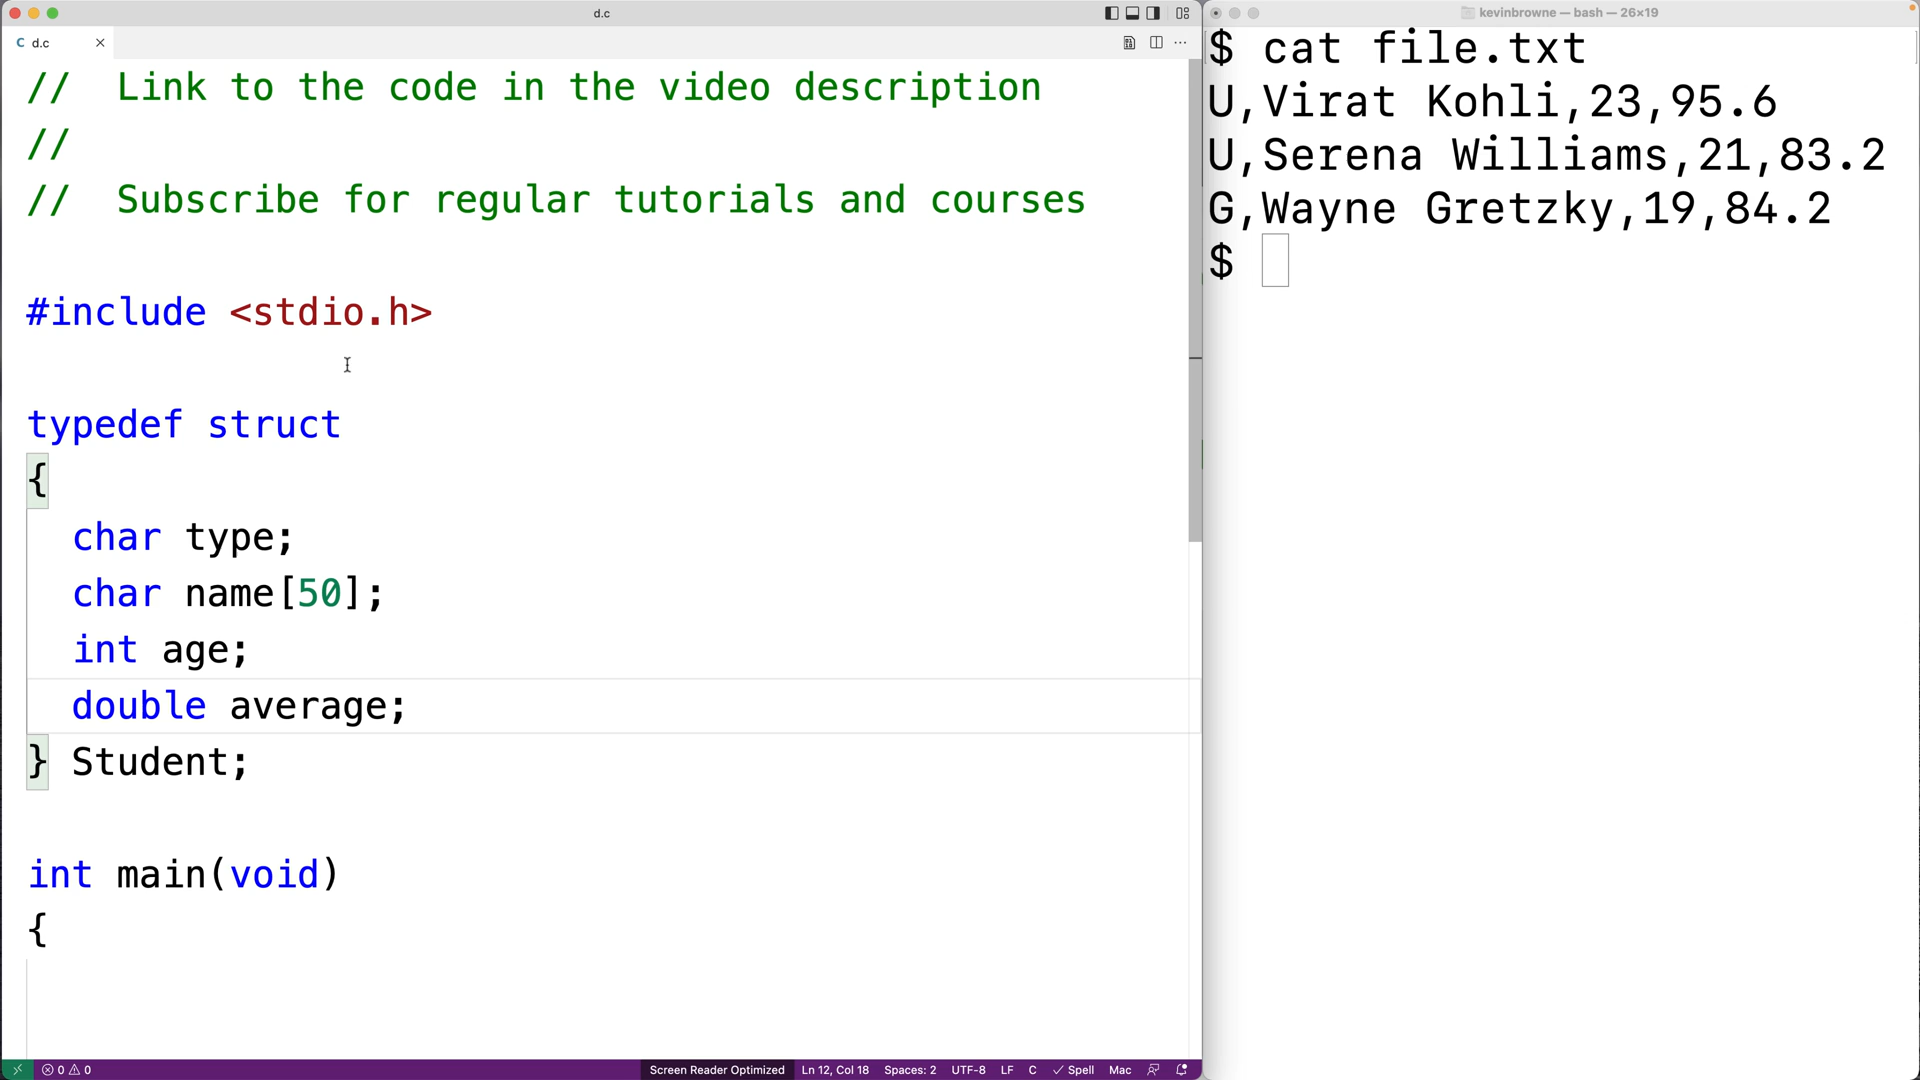 d.c
C d.c
// Link to the code in the video description
//
// Subscribe for regular tutorials and courses
#include <stdio.h>
typedef struct
{
char type;
char name[50];
int age;
double average;
} Student;
int main(void)
{
0 0
Screen Reader Optimized Ln 12, Col 18 Spaces: 2 UTF-8 LF C Spell Mac
kevinbrowne — bash — 26×19
$ cat file.txt
U,Virat Kohli,23,95.6
U,Serena Williams,21,83.2
G,Wayne Gretzky,19,84.2
$